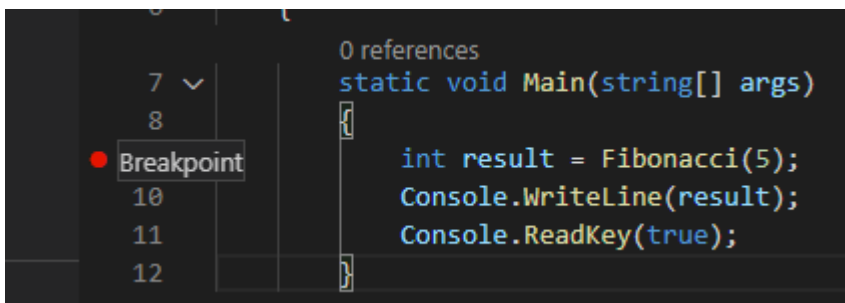 {
0 references
7 static void Main(string[] args)
8 {
Breakpoint int result = Fibonacci(5);
10 Console.WriteLine(result);
11 Console.ReadKey(true);
12 }